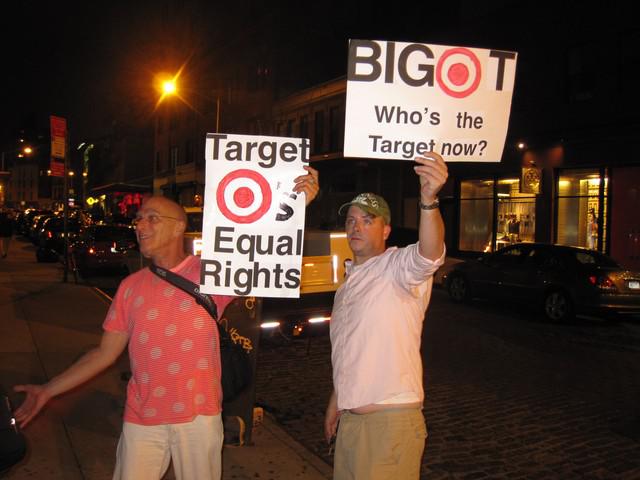 BIGOT
Who's the
Target now?
Target
O's
Equal
Rights